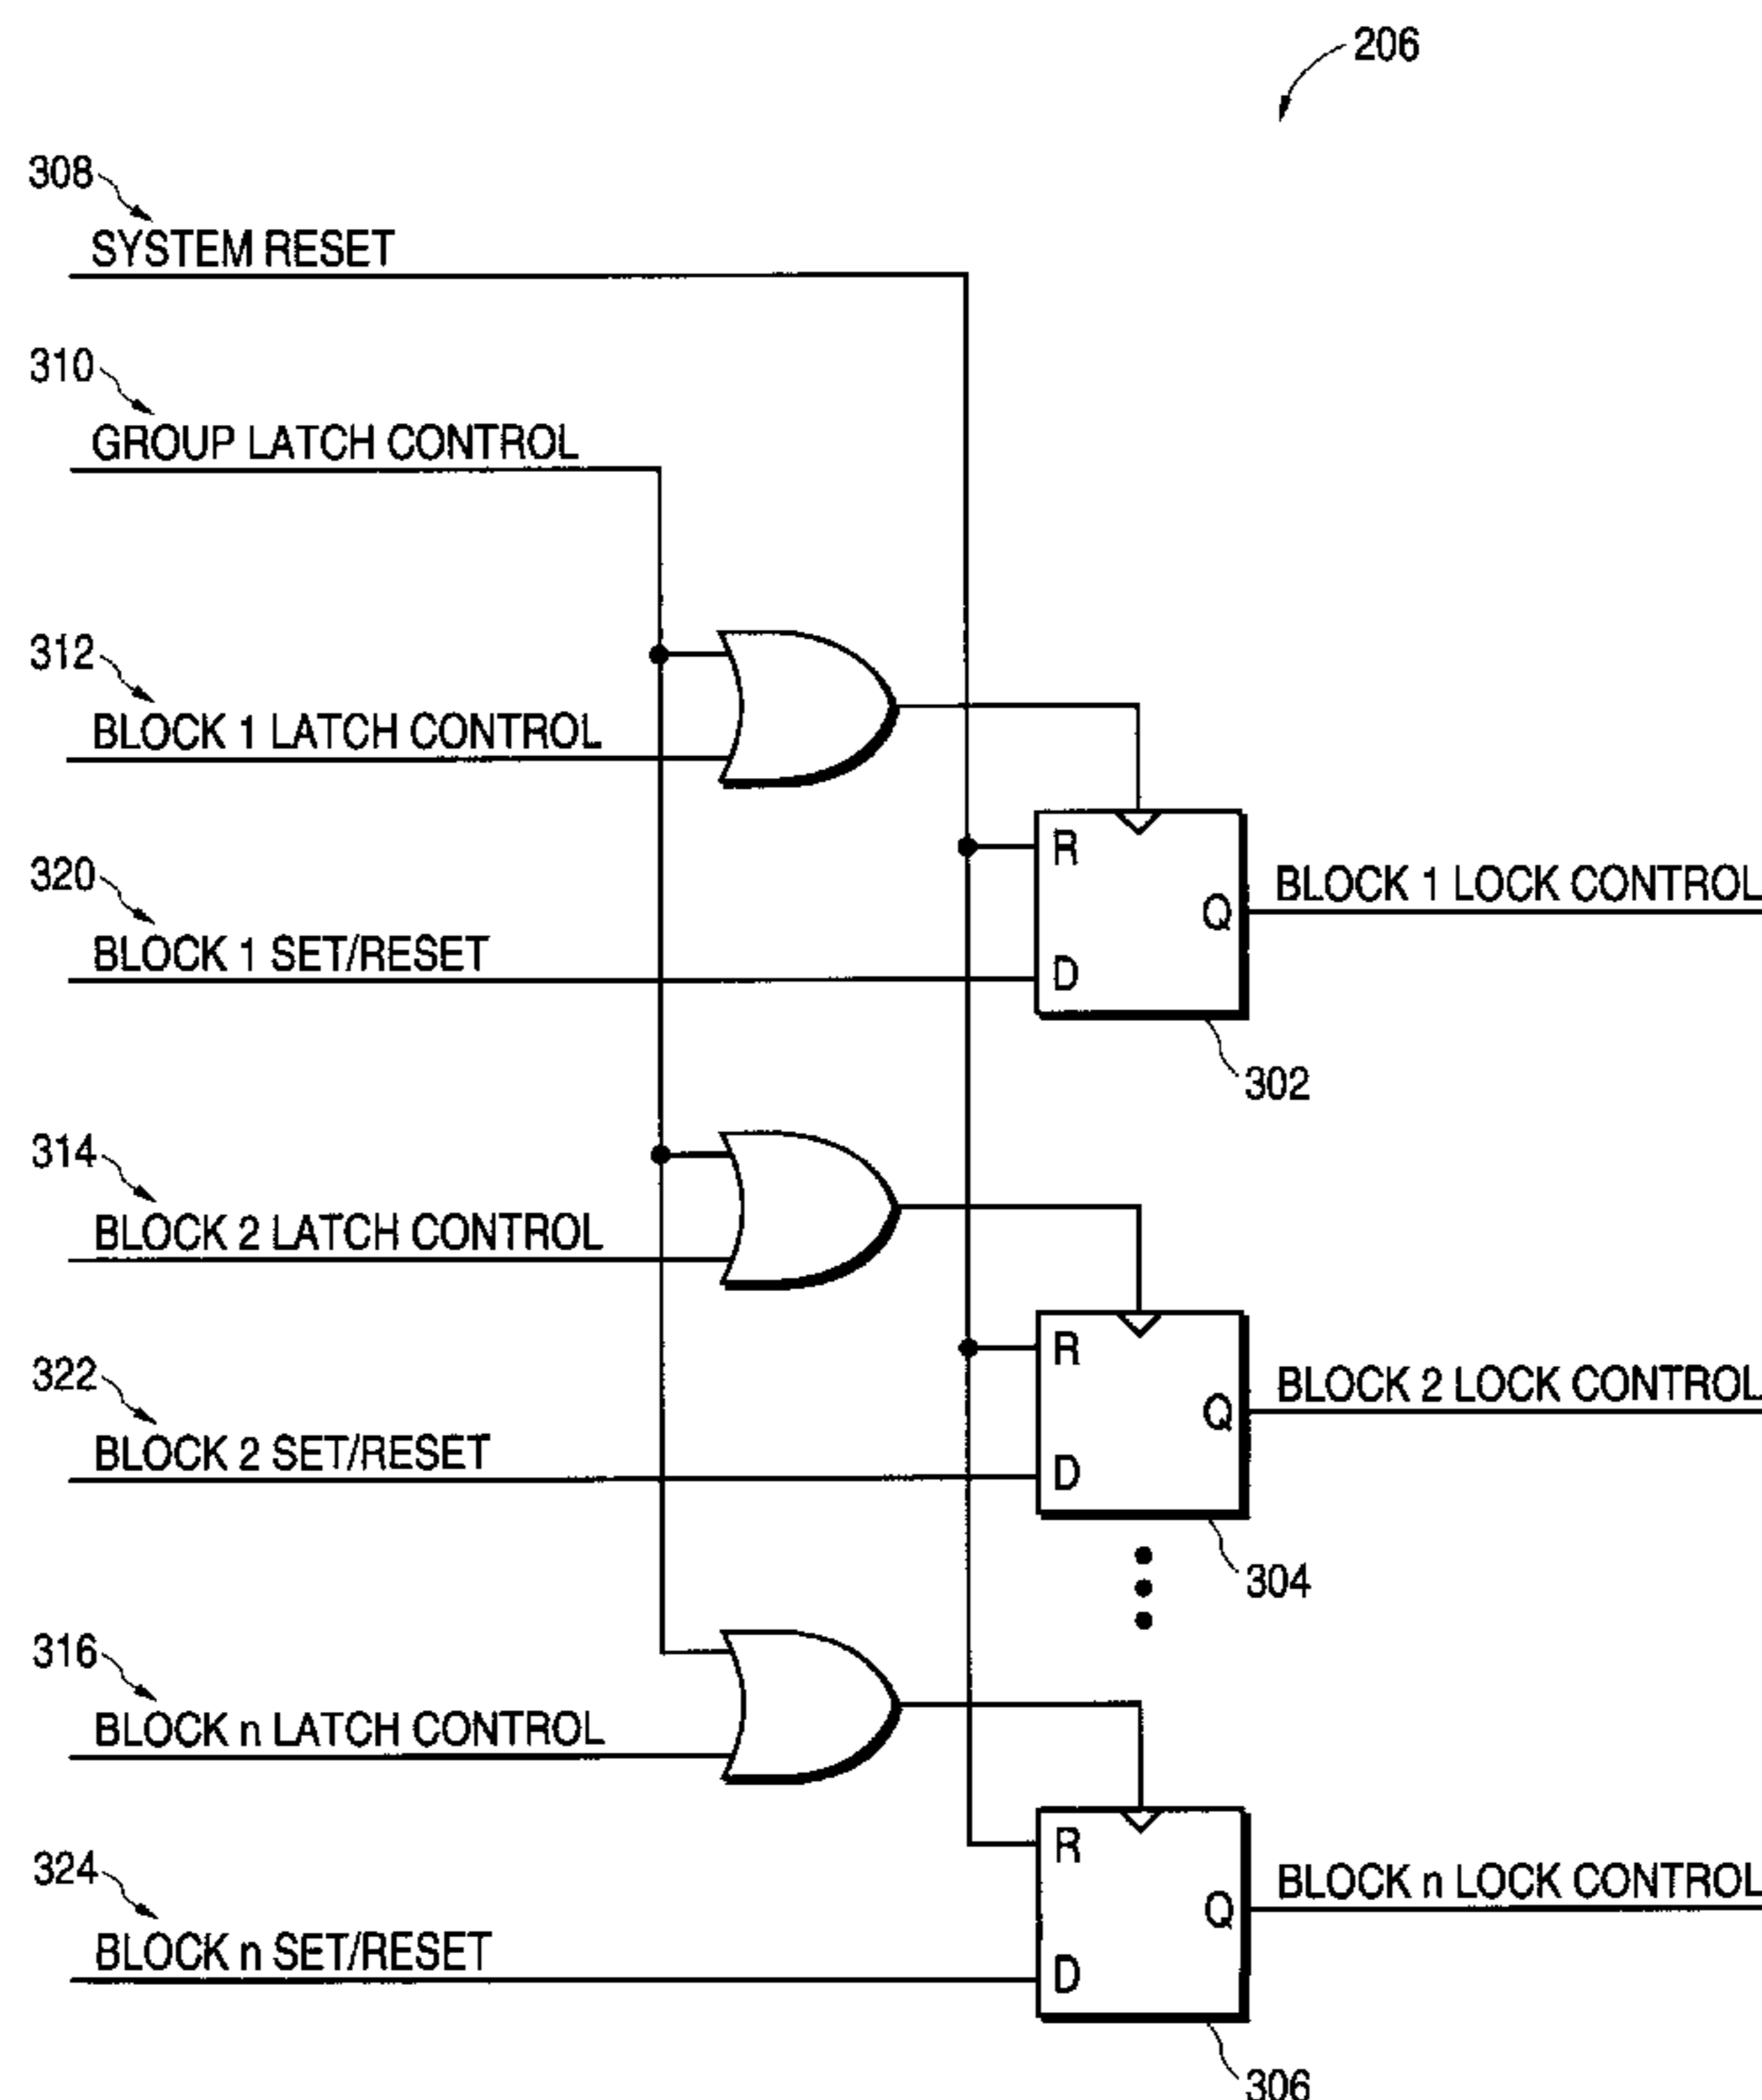 206
308
SYSTEM RESET
310
GROUP LATCH CONTROL
312
BLOCK 1 LATCH CONTROL
R
320
BLOCK 1 SET/RESET
Q
BLOCK 1 LOCK CONTROL
D
302
314
BLOCK 2 LATCH CONTROL
R
322
BLOCK 2 SET/RESET
Q
BLOCK 2 LOCK CONTROL
D
304
316
BLOCK n LATCH CONTROL
R
324
BLOCK n SET/RESET
Q
BLOCK n LOCK CONTROL
D
306